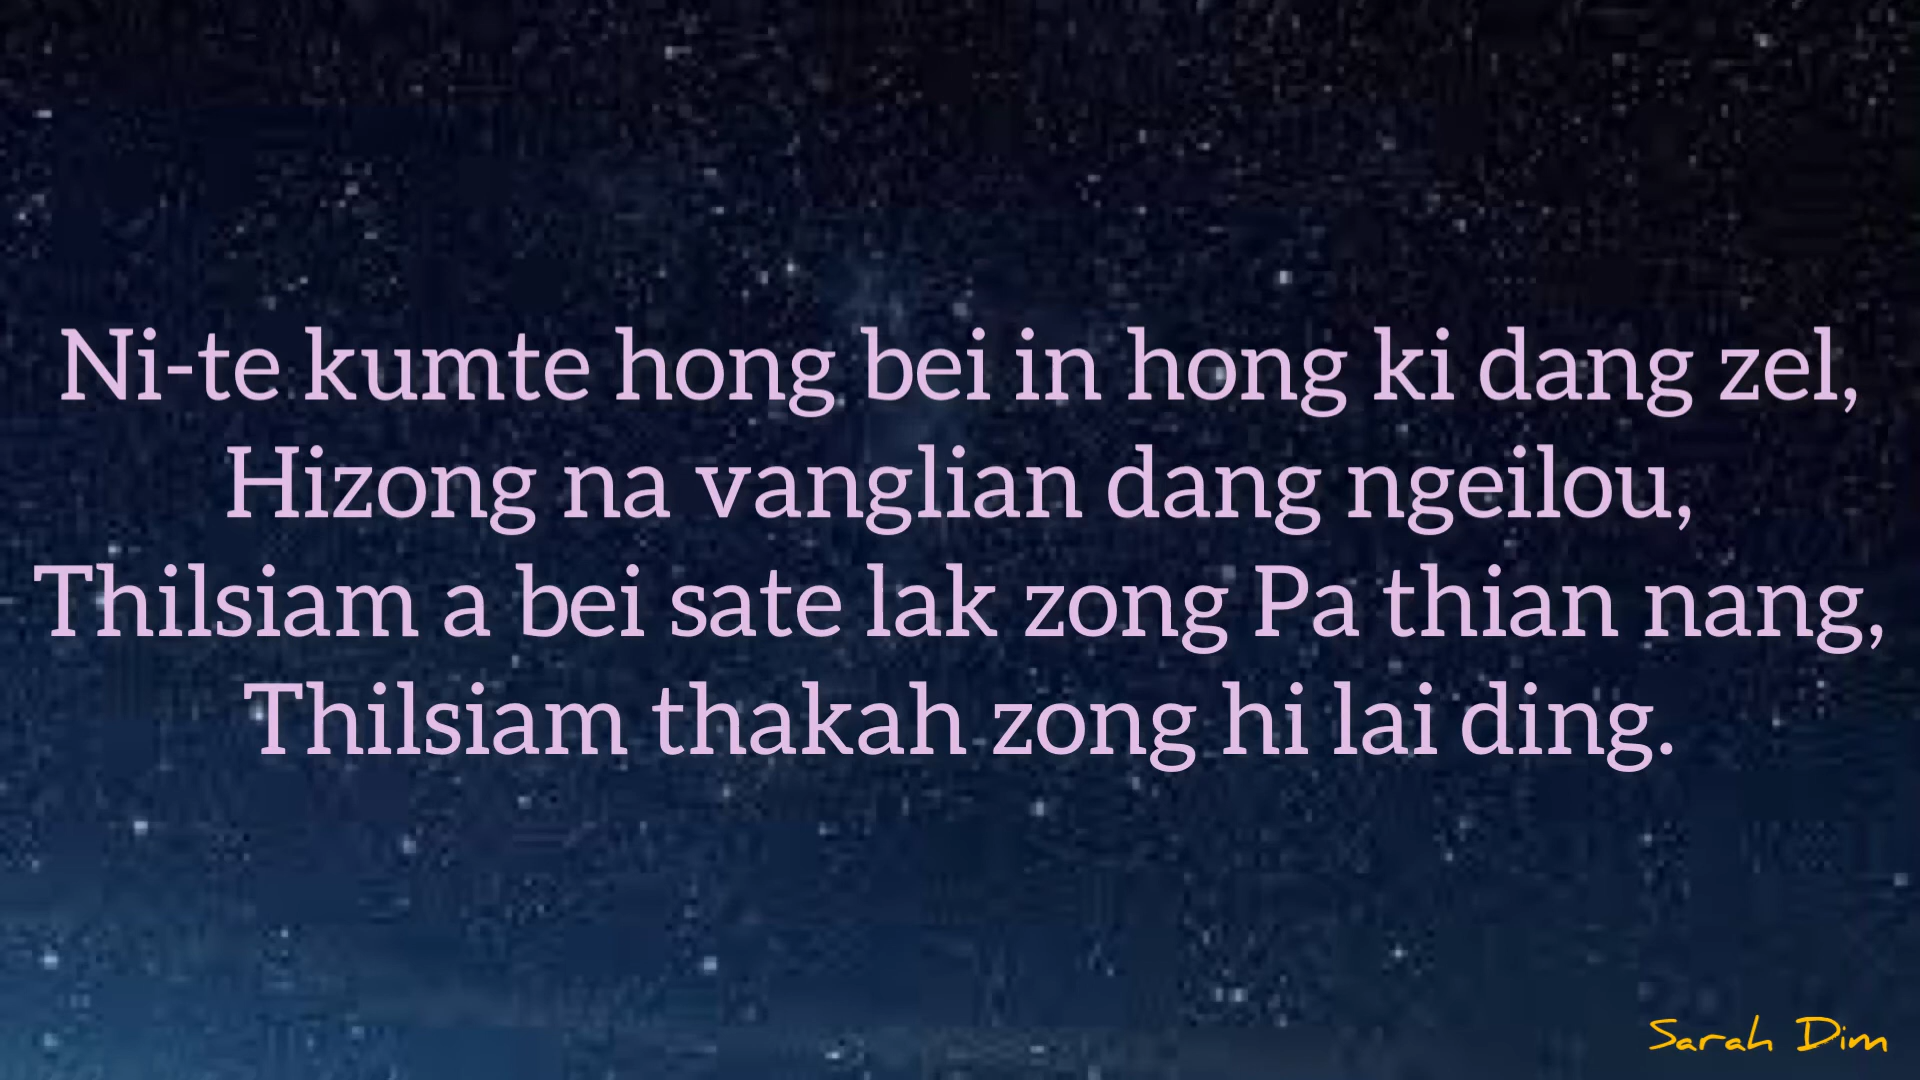 Ni-te kumte hong bei in hong ki dang zel,
Hizong na vanglian dang ngeilou,
Thilsiam a bei sate lak zong Pa thian nang,
Thilsiam thakah zong hi lai ding.
Sarah Dim